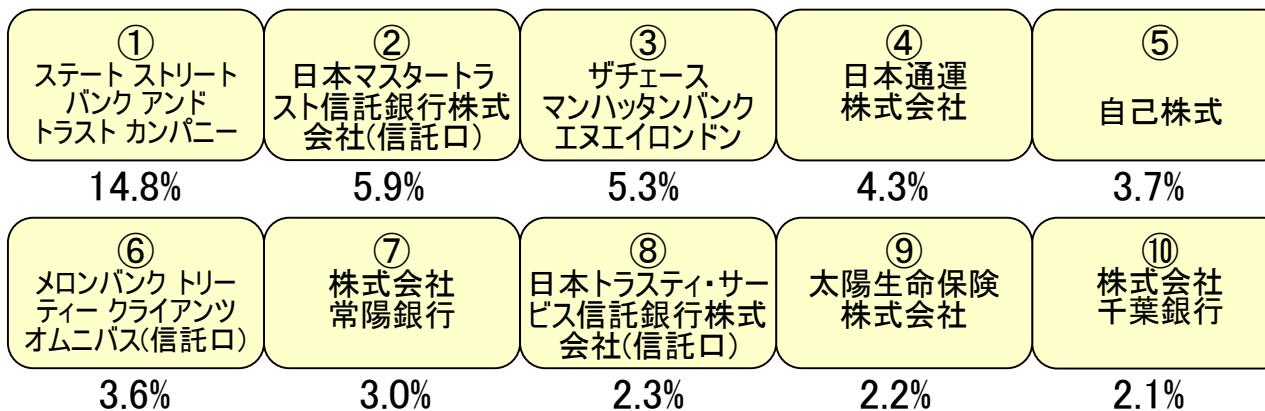 ①
ステート ストリート
バンク アンド
トラスト カンパニー
14.8%
②
日本マスタートラ
スト信託銀行株式
会社(信託口)
5.9%
③
ザチェース
マンハッタンバンク
エヌエイロンドン
5.3%
④
日本通運
株式会社
4.3%
⑤
自己株式
3.7%
⑥
メロンバンク トリー
ティー クライアンツ
オムニバス(信託口)
3.6%
⑦
株式会社
常陽銀行
3.0%
⑧
日本トラスティ・サー
ビス信託銀行株式
会社(信託口)
2.3%
⑨
太陽生命保険
株式会社
2.2%
⑩
株式会社
千葉銀行
2.1%